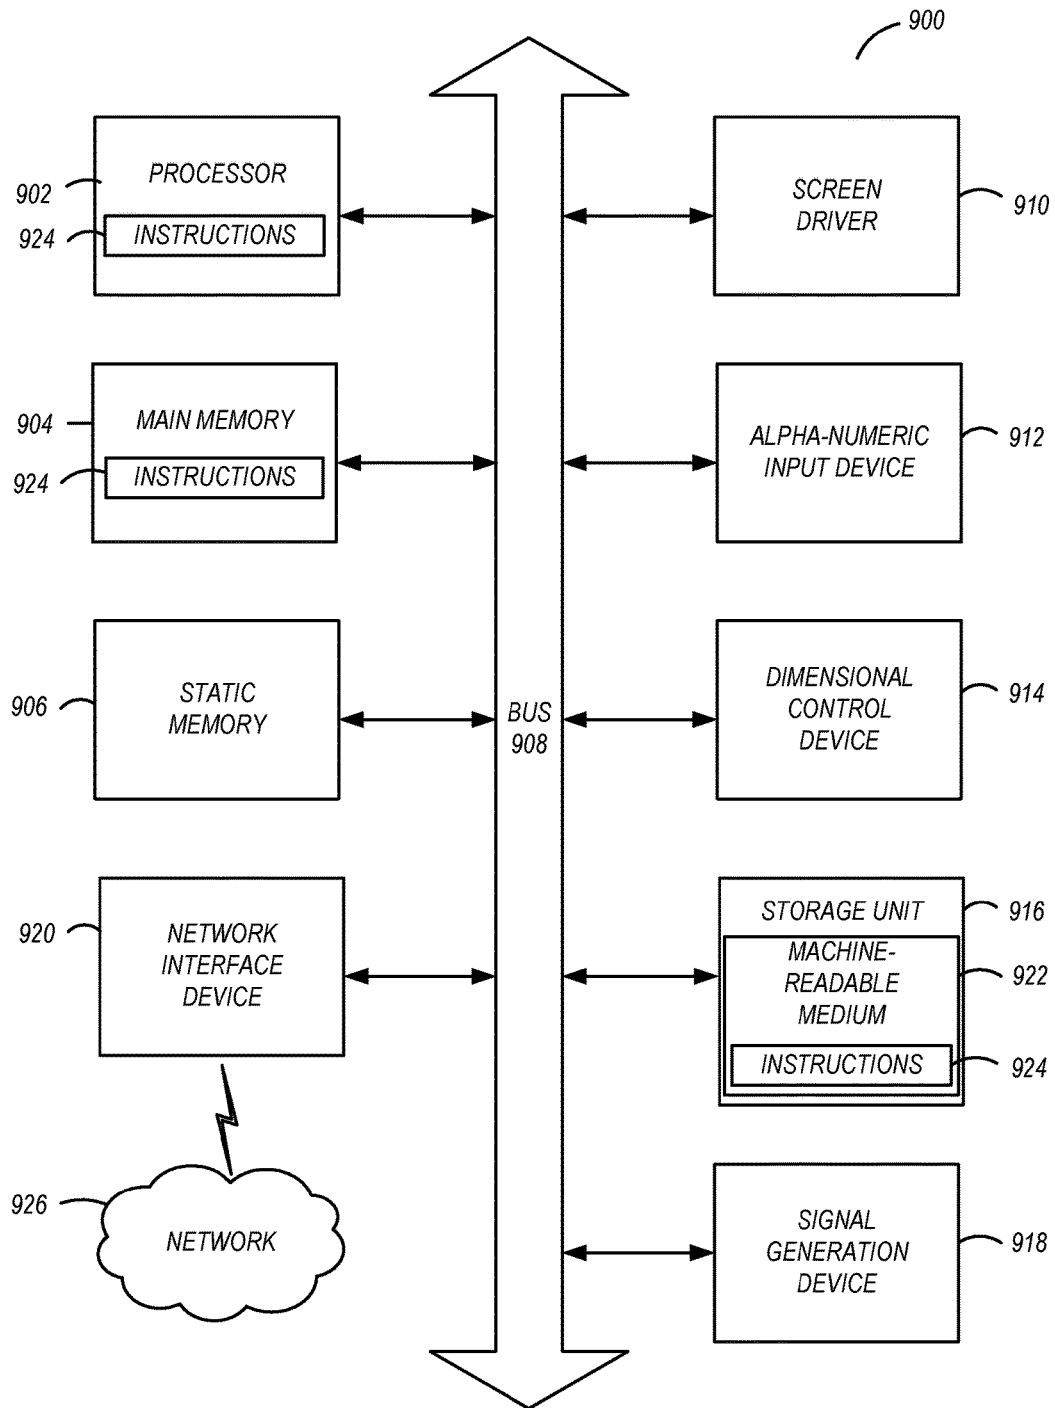 900
PROCESSOR
902
924
INSTRUCTIONS
SCREEN
DRIVER
910
904
MAIN MEMORY
924
INSTRUCTIONS
ALPHA-NUMERIC
INPUT DEVICE
912
906
STATIC
MEMORY
BUS
908
DIMENSIONAL
CONTROL
DEVICE
914
920
NETWORK
INTERFACE
DEVICE
STORAGE UNIT
916
MACHINE-
READABLE
MEDIUM
922
INSTRUCTIONS
924
926
NETWORK
SIGNAL
GENERATION
DEVICE
918